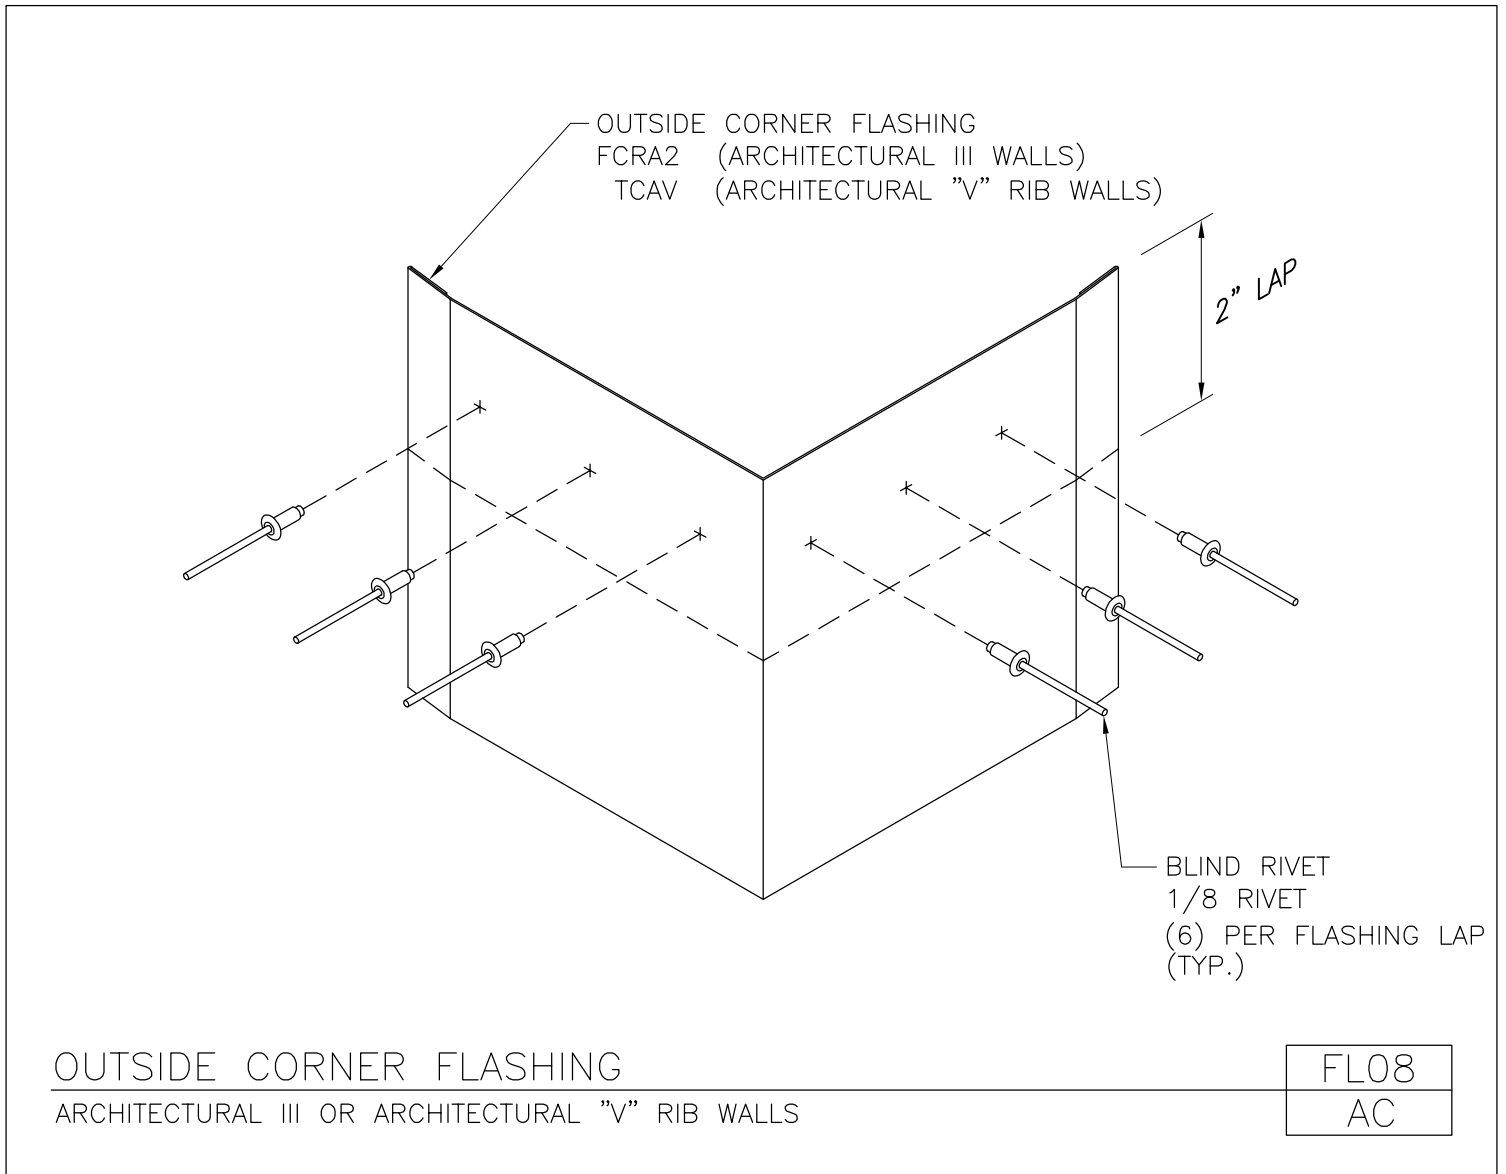 OUTSIDE CORNER FLASHING
FCRA2 (ARCHITECTURAL III WALLS)
TCAV (ARCHITECTURAL "V" RIB WALLS)
2" LAP
BLIND RIVET
1/8 RIVET
(6) PER FLASHING LAP
(TYP.)
OUTSIDE CORNER FLASHING
ARCHITECTURAL III OR ARCHITECTURAL "V" RIB WALLS
FL08
AC